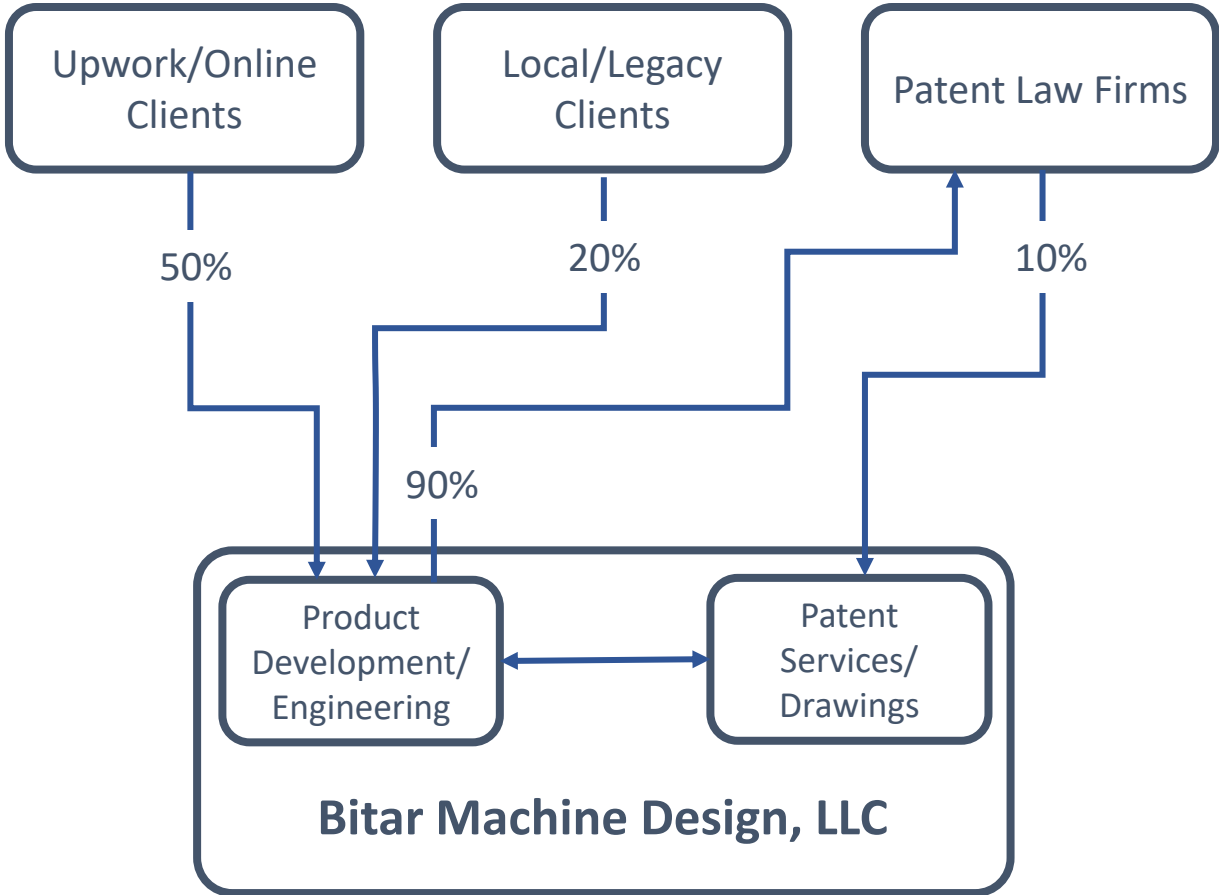 Upwork/Online
Clients
Local/Legacy
Clients
Patent Law Firms
50%
20%
10%
90%
Product
Development/
Engineering
Patent
Services/
Drawings
Bitar Machine Design, LLC